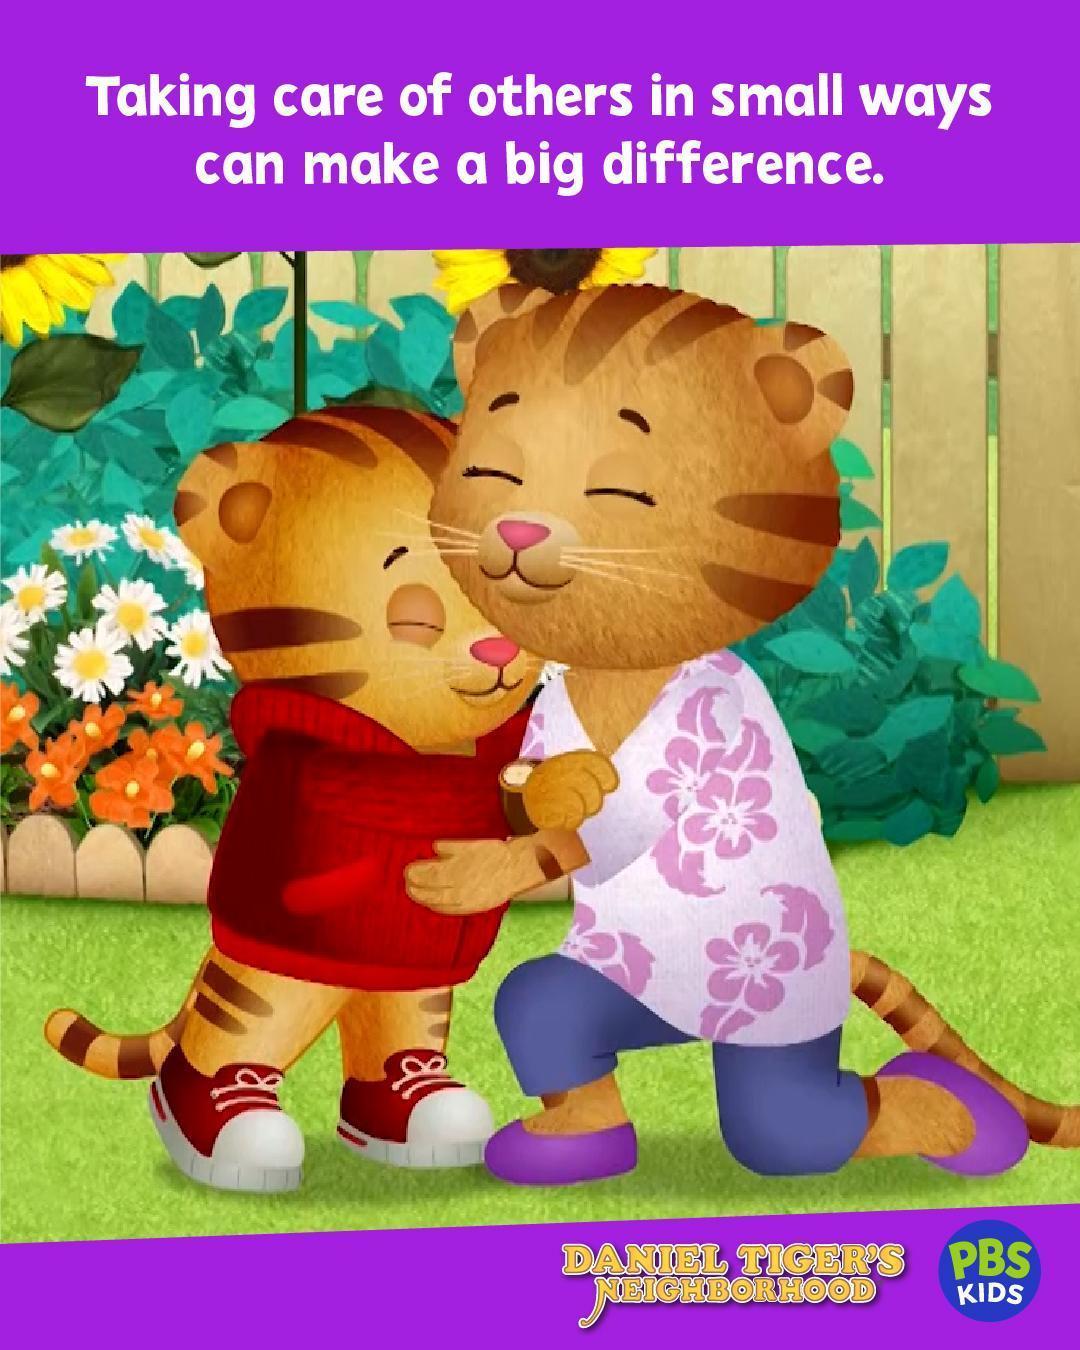 Taking care of others in small ways
can make a big difference.
DANIEL TIGER'S
NEIGHBORHOOD
PBS
KIDS